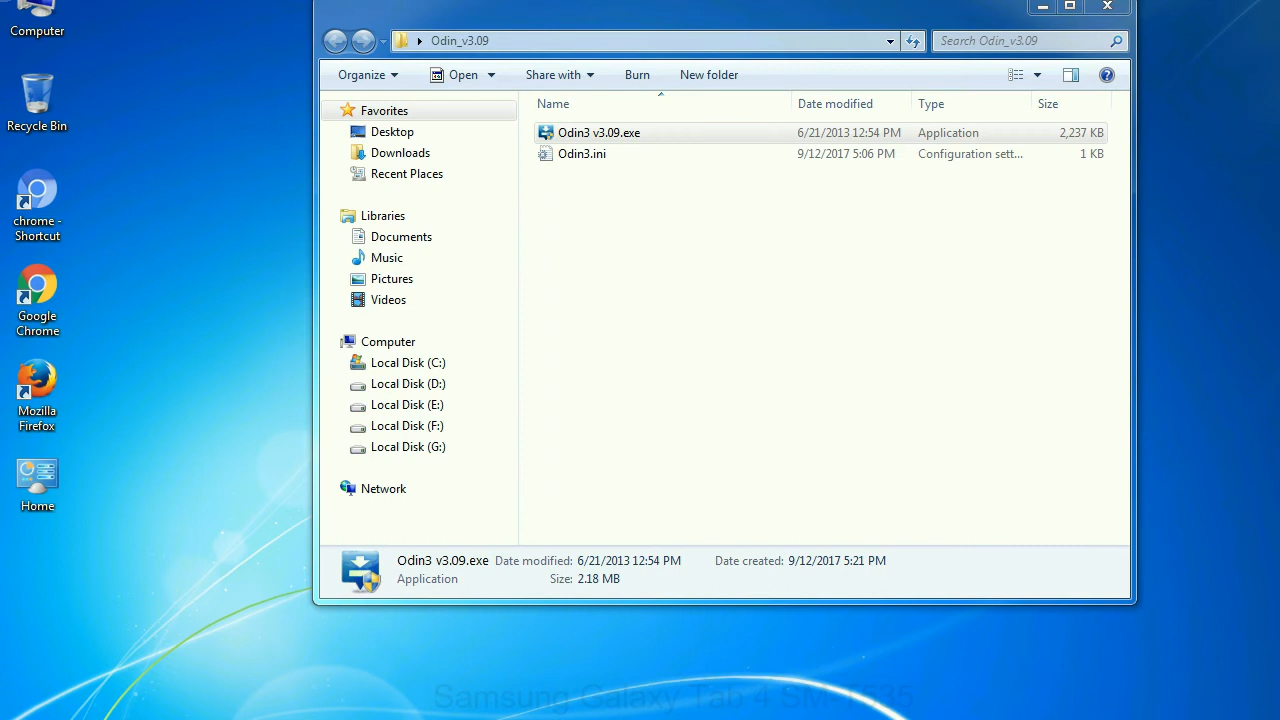 Computer
Recycle Bin
chrome -
Shortcut
Google
Chrome
Mozilla
Firefox
Home
Odin_v3.09
Search Odin_v3.09
Organize
Open
Share with
Burn
New folder
Favorites
Desktop
Downloads
Recent Places
Libraries
Documents
Music
Pictures
Videos
Computer
Local Disk (C:)
Local Disk (D:)
Local Disk (E:)
Local Disk (F:)
Local Disk (G:)
Network
Name Date modified Type Size
Odin3 v3.09.exe 6/21/2013 12:54 PM Application 2,237 KB
Odin3.ini 9/12/2017 5:06 PM Configuration sett... 1 KB
Odin3 v3.09.exe Date modified: 6/21/2013 12:54 PM Date created: 9/12/2017 5:21 PM
Application Size: 2.18 MB
Samsung Galaxy Tab 4 SM-T535